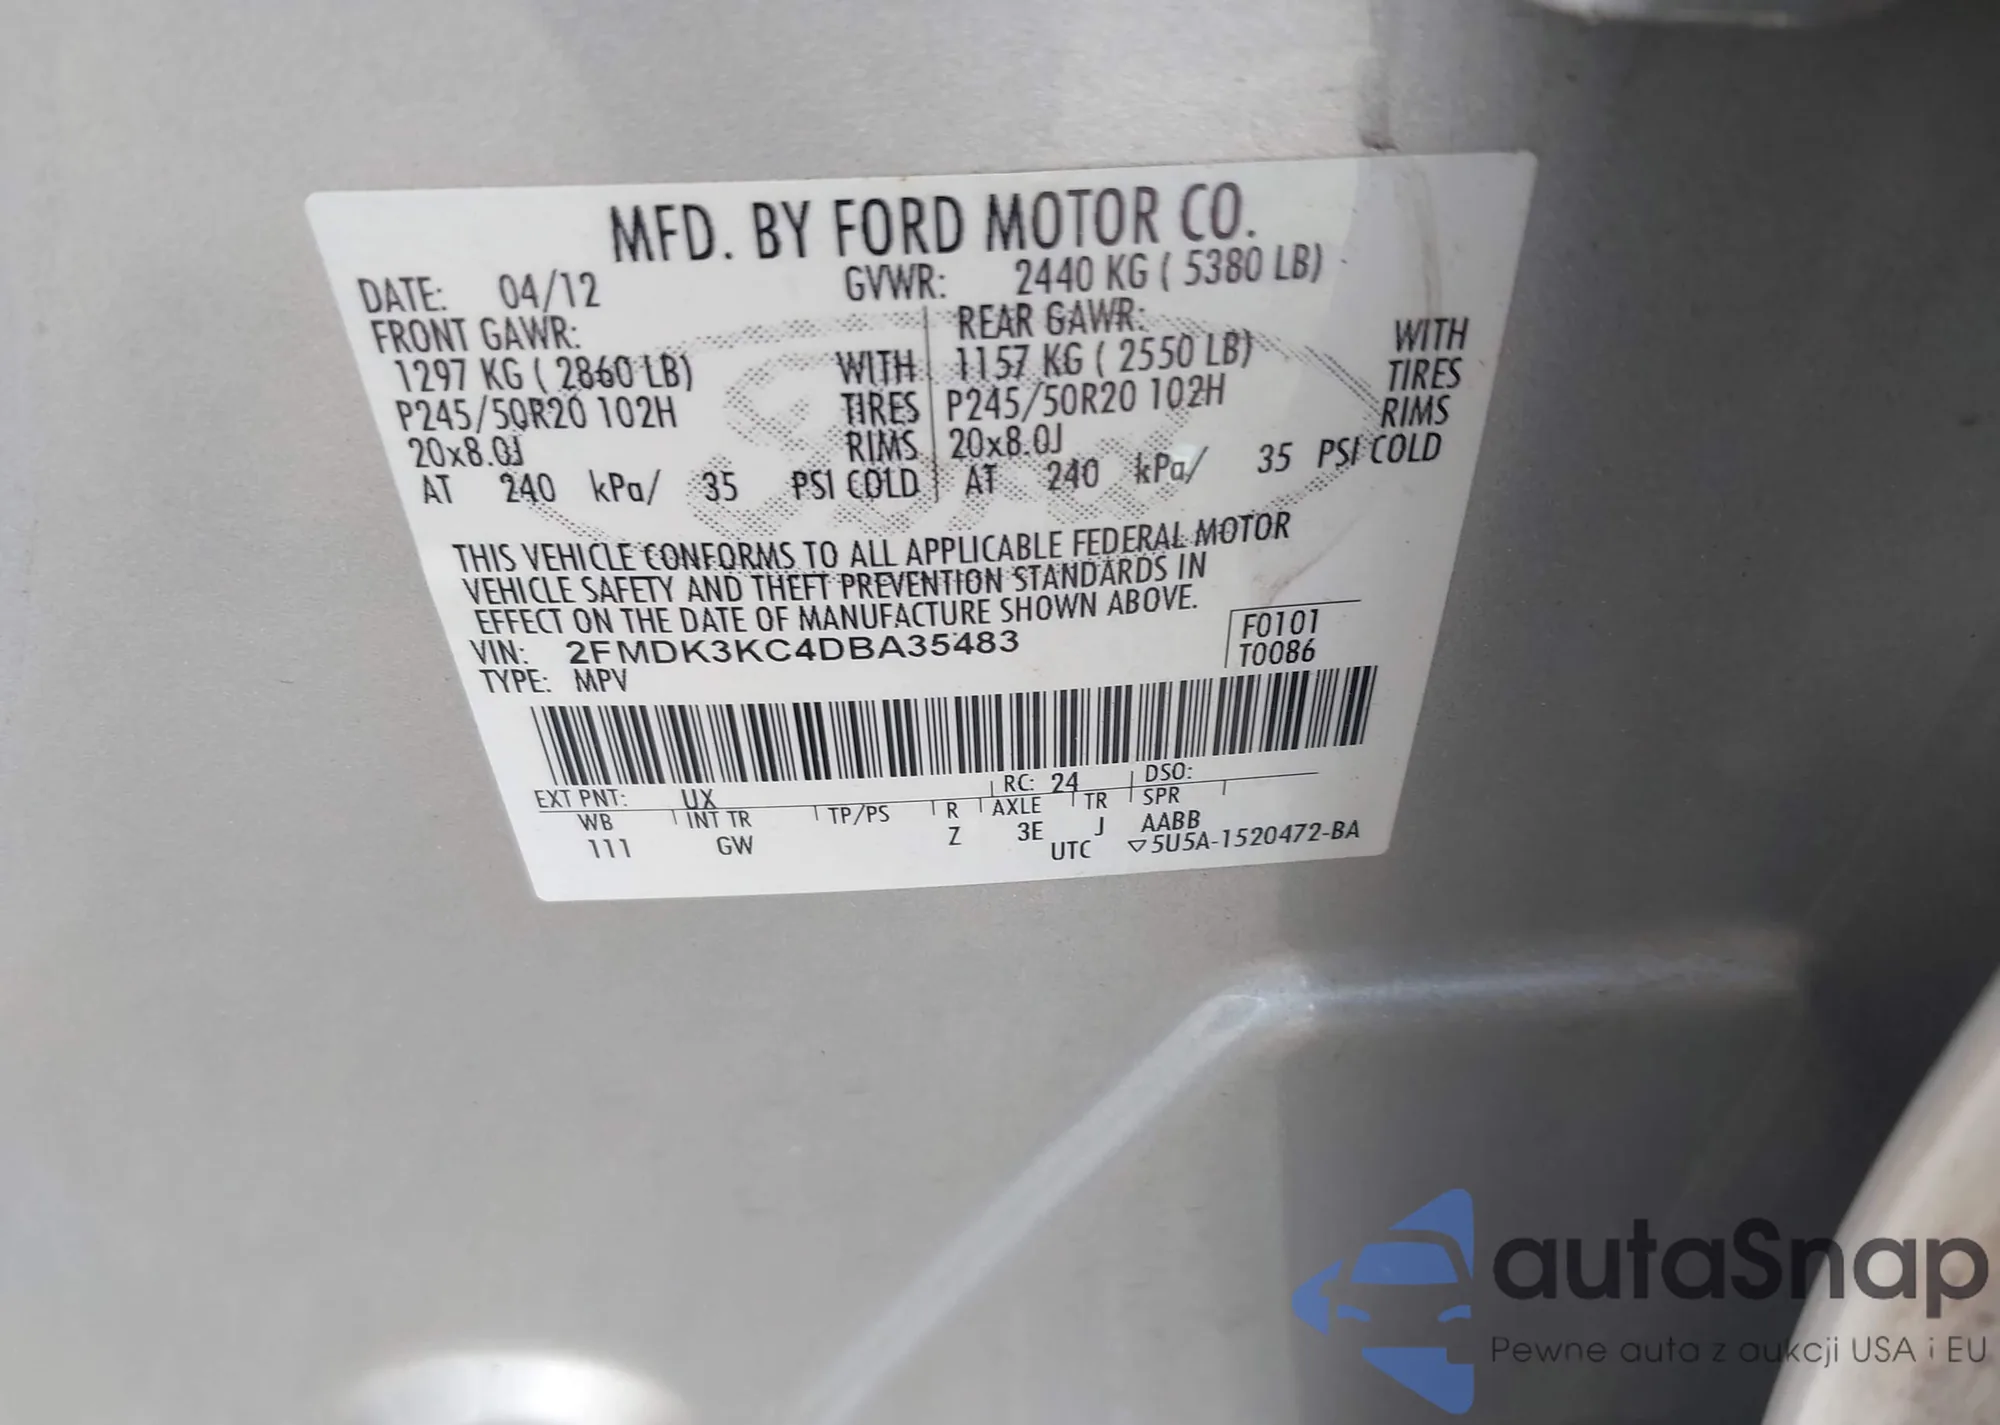 MFD. BY FORD MOTOR CO.
DATE: 04/12 GVWR: 2440 KG ( 5380 LB)
FRONT GAWR: REAR GAWR:
1297 KG ( 2860 LB) WITH 1157 KG ( 2550 LB) WITH
P245/50R20 102H TIRES P245/50R20 102H TIRES
20x8.0J RIMS 20x8.0J RIMS
AT 240 kPa/ 35 PSI COLD AT 240 kPa/ 35 PSI COLD
THIS VEHICLE CONFORMS TO ALL APPLICABLE FEDERAL MOTOR
VEHICLE SAFETY AND THEFT PREVENTION STANDARDS IN
EFFECT ON THE DATE OF MANUFACTURE SHOWN ABOVE.
VIN: 2FMDK3KC4DBA35483 F0101
TYPE: MPV T0086
EXT PNT: UX RC: 24 DSO:
WB INT TR TP/PS R AXLE TR SPR
111 GW Z 3E J AABB
UTC ▽5U5A-1520472-BA
autaSnap
Pewne auta z aukcji USA i EU